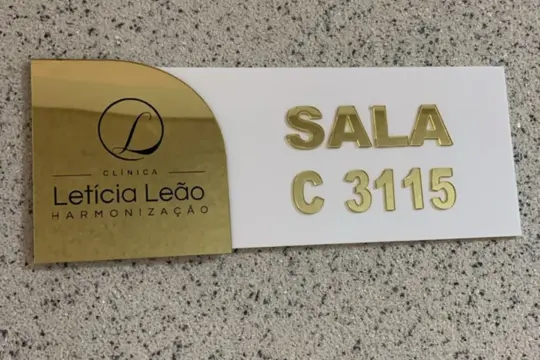 L
CLÍNICA
Letícia Leão
HARMONIZAÇÃO
SALA
C 3115